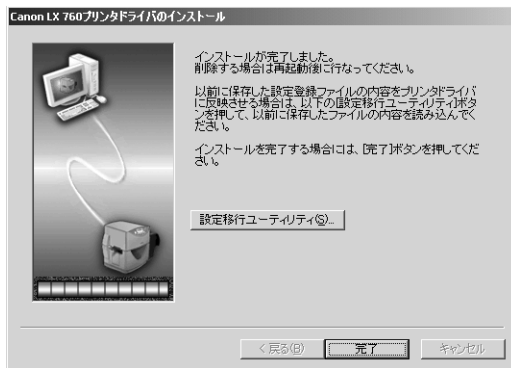 Canon LX 760プリンタドライバのインストール
インストールが完了しました。
削除する場合は再起動後に行なってください。
以前に保存した設定登録ファイルの内容をプリンタドライバ
に反映させる場合は、以下の[設定移行ユーティリティ]ボタ
ンを押して、以前に保存したファイルの内容を読み込んでく
ださい。
インストールを完了する場合には、[完了]ボタンを押してくだ
さい。
設定移行ユーティリティ(S)...
< 戻る(B)
完了
キャンセル